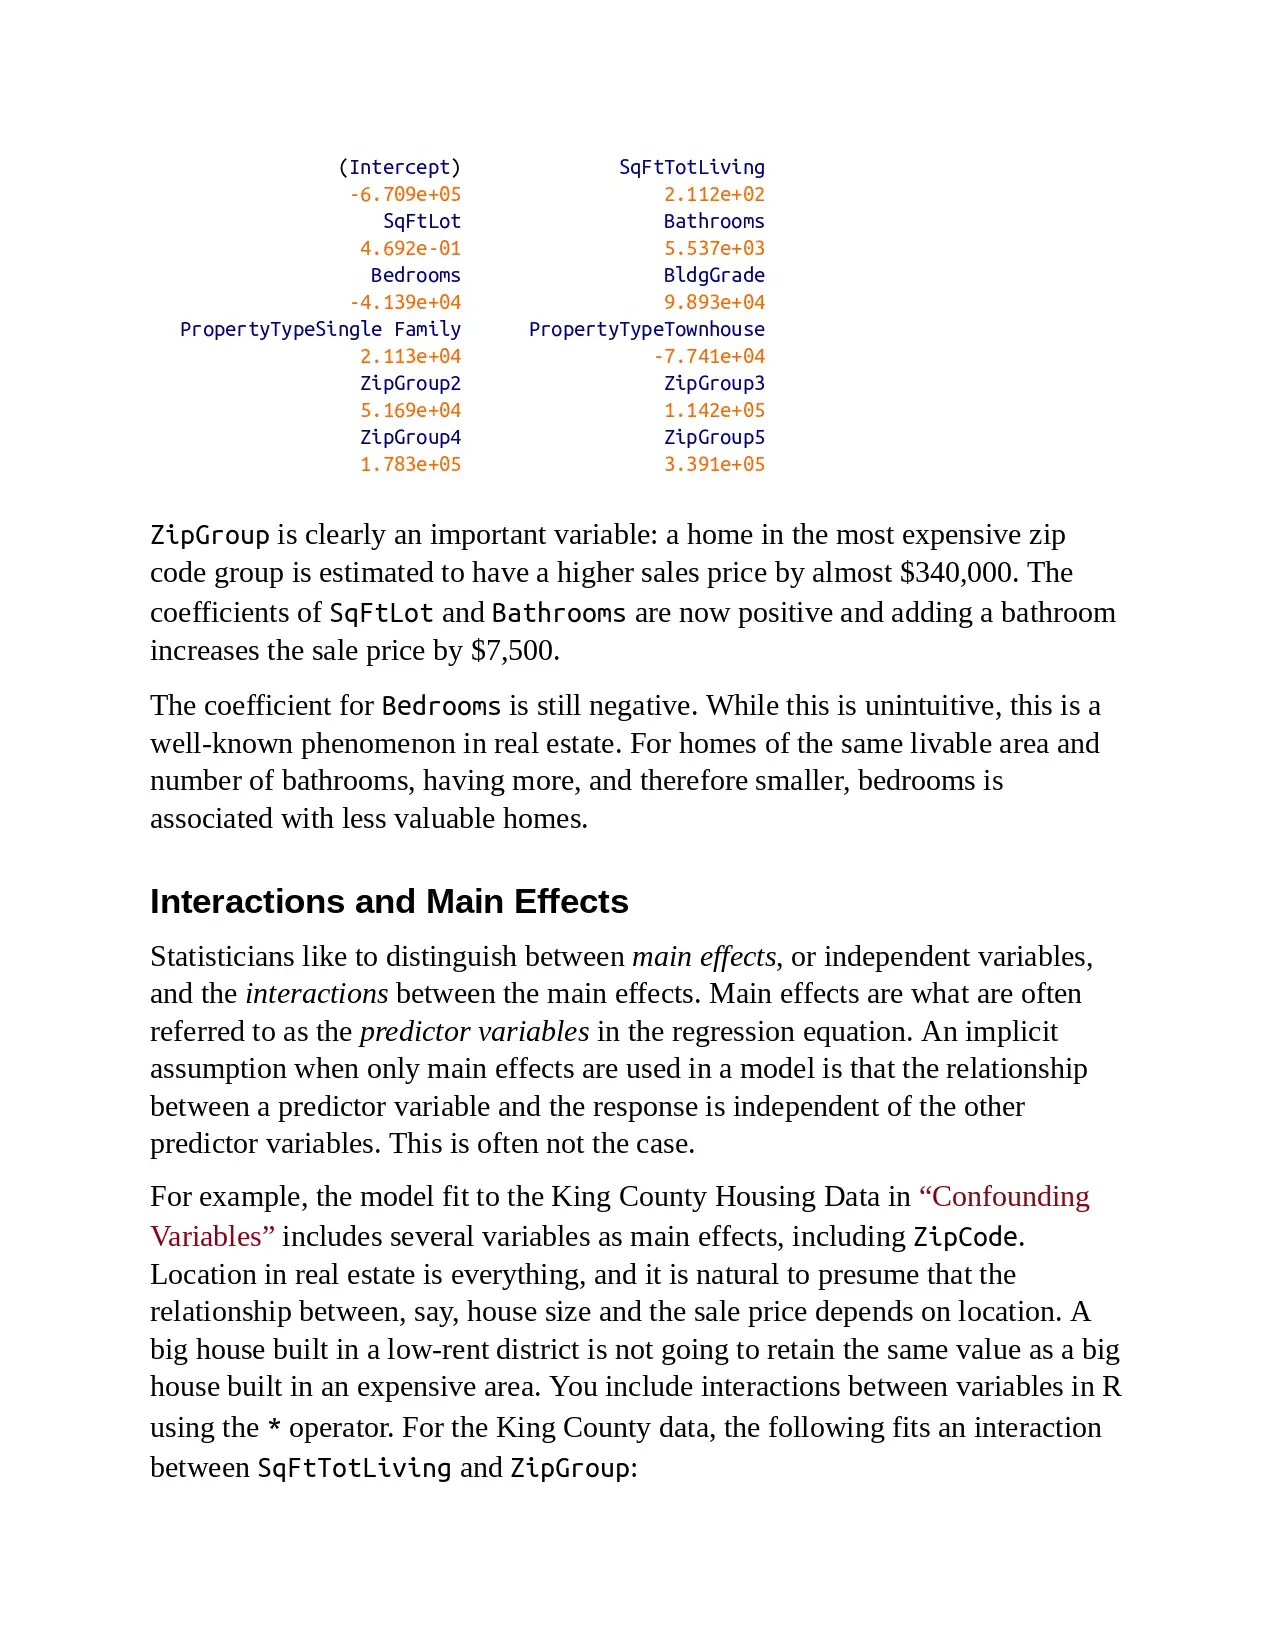 (Intercept) SqFtTotLiving
-6.709e+05 2.112e+02
SqFtLot Bathrooms
4.692e-01 5.537e+03
Bedrooms BldgGrade
-4.139e+04 9.893e+04
PropertyTypeSingle Family PropertyTypeTownhouse
2.113e+04 -7.741e+04
ZipGroup2 ZipGroup3
5.169e+04 1.142e+05
ZipGroup4 ZipGroup5
1.783e+05 3.391e+05
ZipGroup is clearly an important variable: a home in the most expensive zip
code group is estimated to have a higher sales price by almost $340,000. The
coefficients of SqFtLot and Bathrooms are now positive and adding a bathroom
increases the sale price by $7,500.
The coefficient for Bedrooms is still negative. While this is unintuitive, this is a
well-known phenomenon in real estate. For homes of the same livable area and
number of bathrooms, having more, and therefore smaller, bedrooms is
associated with less valuable homes.
Interactions and Main Effects
Statisticians like to distinguish between main effects, or independent variables,
and the interactions between the main effects. Main effects are what are often
referred to as the predictor variables in the regression equation. An implicit
assumption when only main effects are used in a model is that the relationship
between a predictor variable and the response is independent of the other
predictor variables. This is often not the case.
For example, the model fit to the King County Housing Data in “Confounding
Variables” includes several variables as main effects, including ZipCode.
Location in real estate is everything, and it is natural to presume that the
relationship between, say, house size and the sale price depends on location. A
big house built in a low-rent district is not going to retain the same value as a big
house built in an expensive area. You include interactions between variables in R
using the * operator. For the King County data, the following fits an interaction
between SqFtTotLiving and ZipGroup: